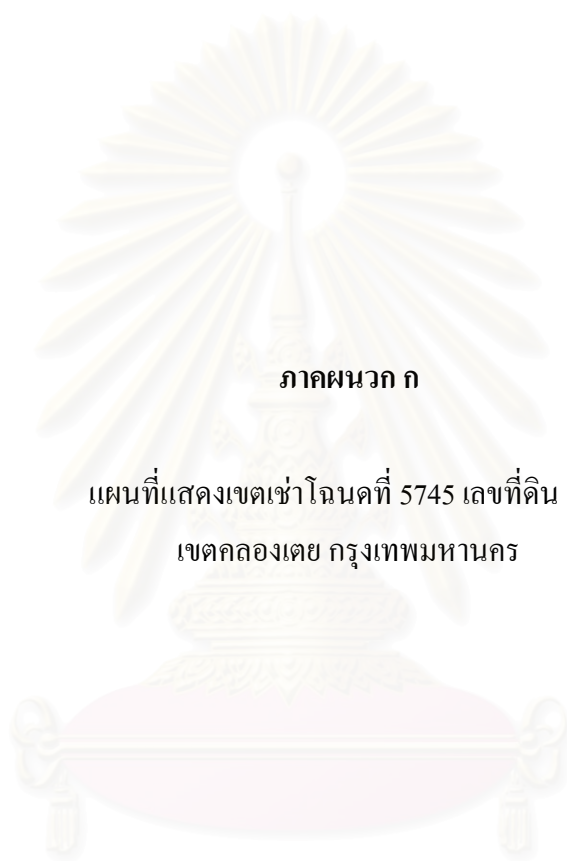 ภาคผนวก ก
แผนที่แสดงเขตเช่าโฉนดที่ 5745 เลขที่ดิน
เขตคลองเตย กรุงเทพมหานคร